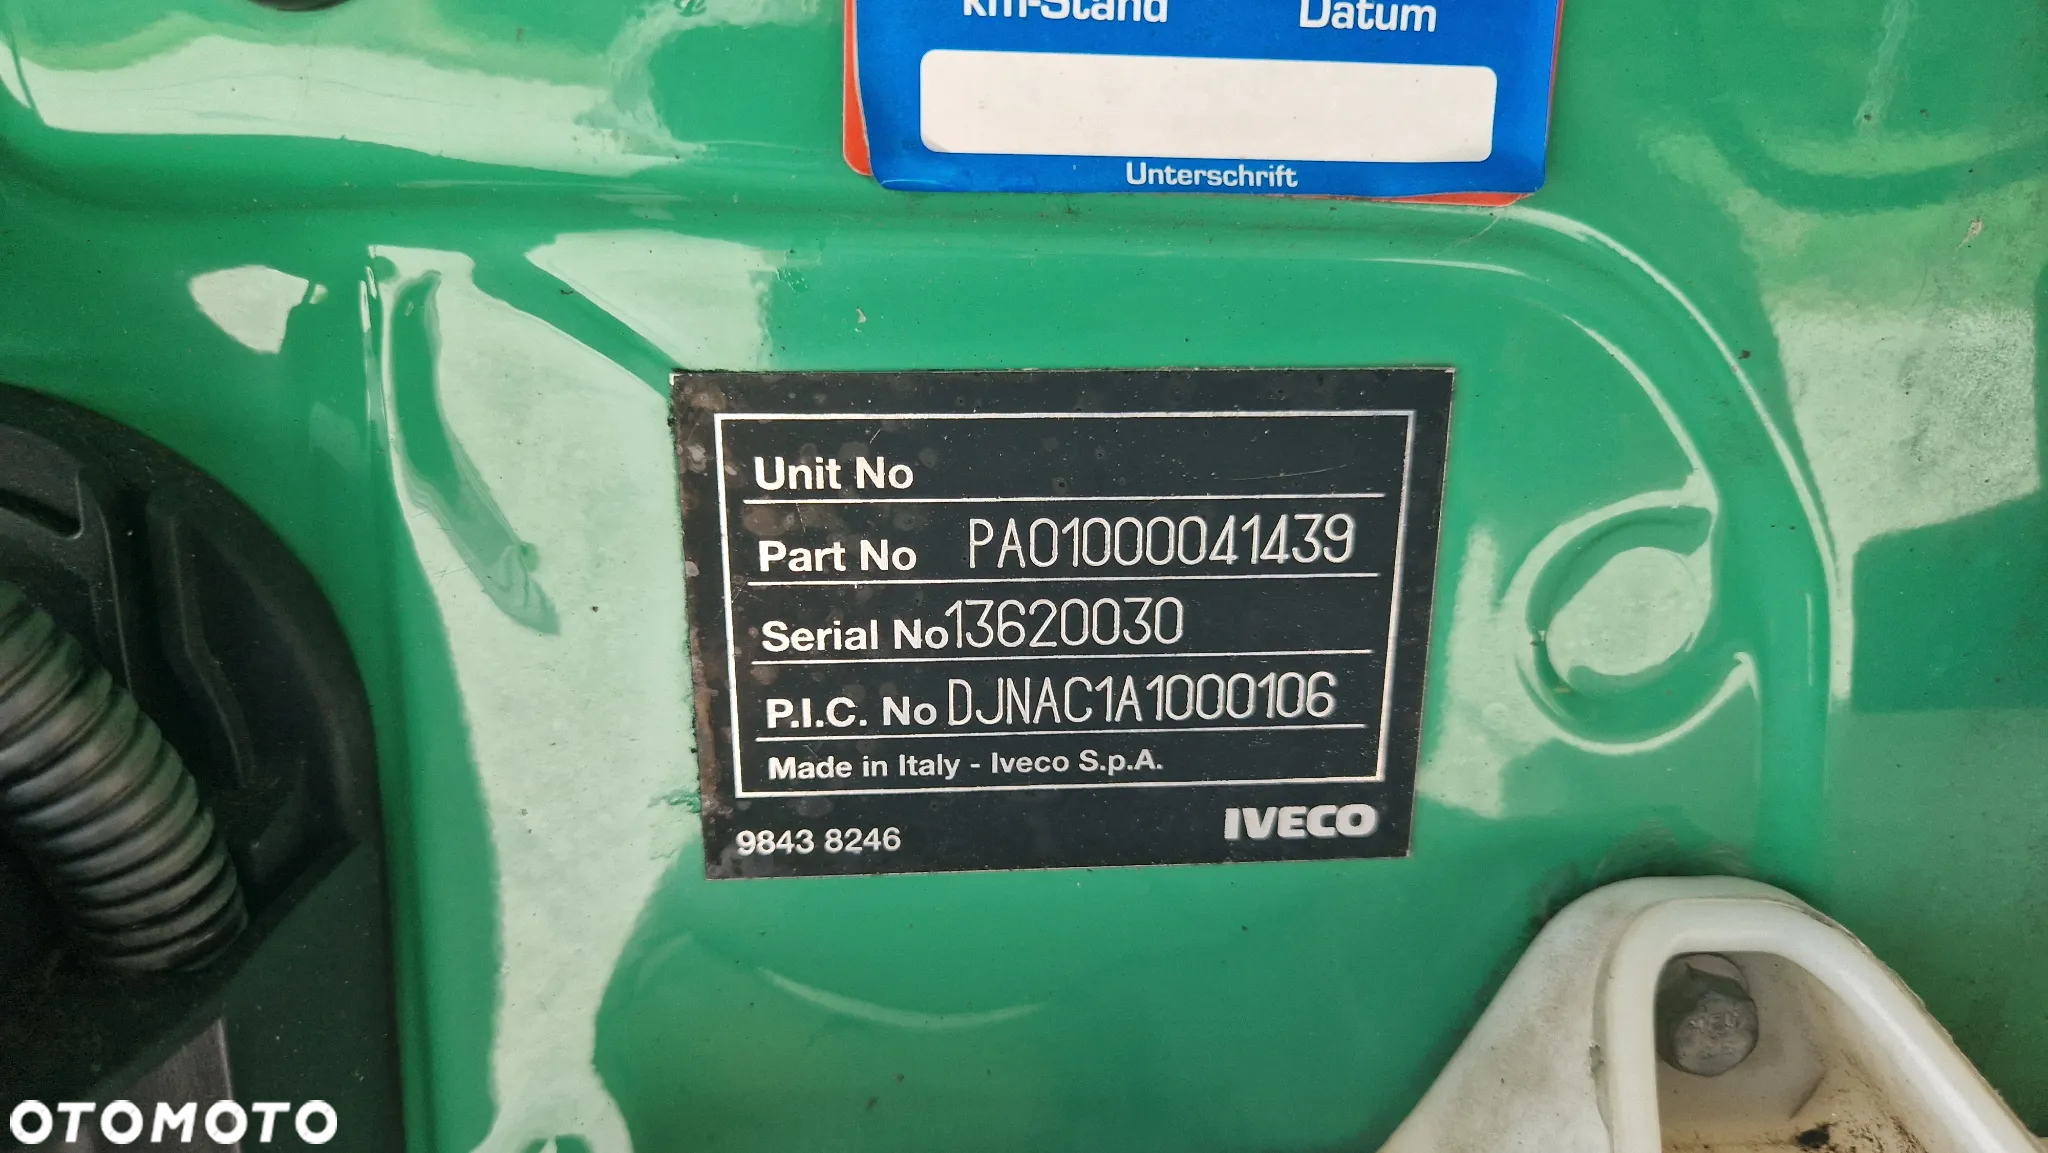 km-Stand Datum
Unterschrift
Unit No
Part No PA01000041439
Serial No 13620030
P.I.C. No DJNAC1A1000106
Made in Italy - Iveco S.p.A.
9843 8246 IVECO
OTOMOTO